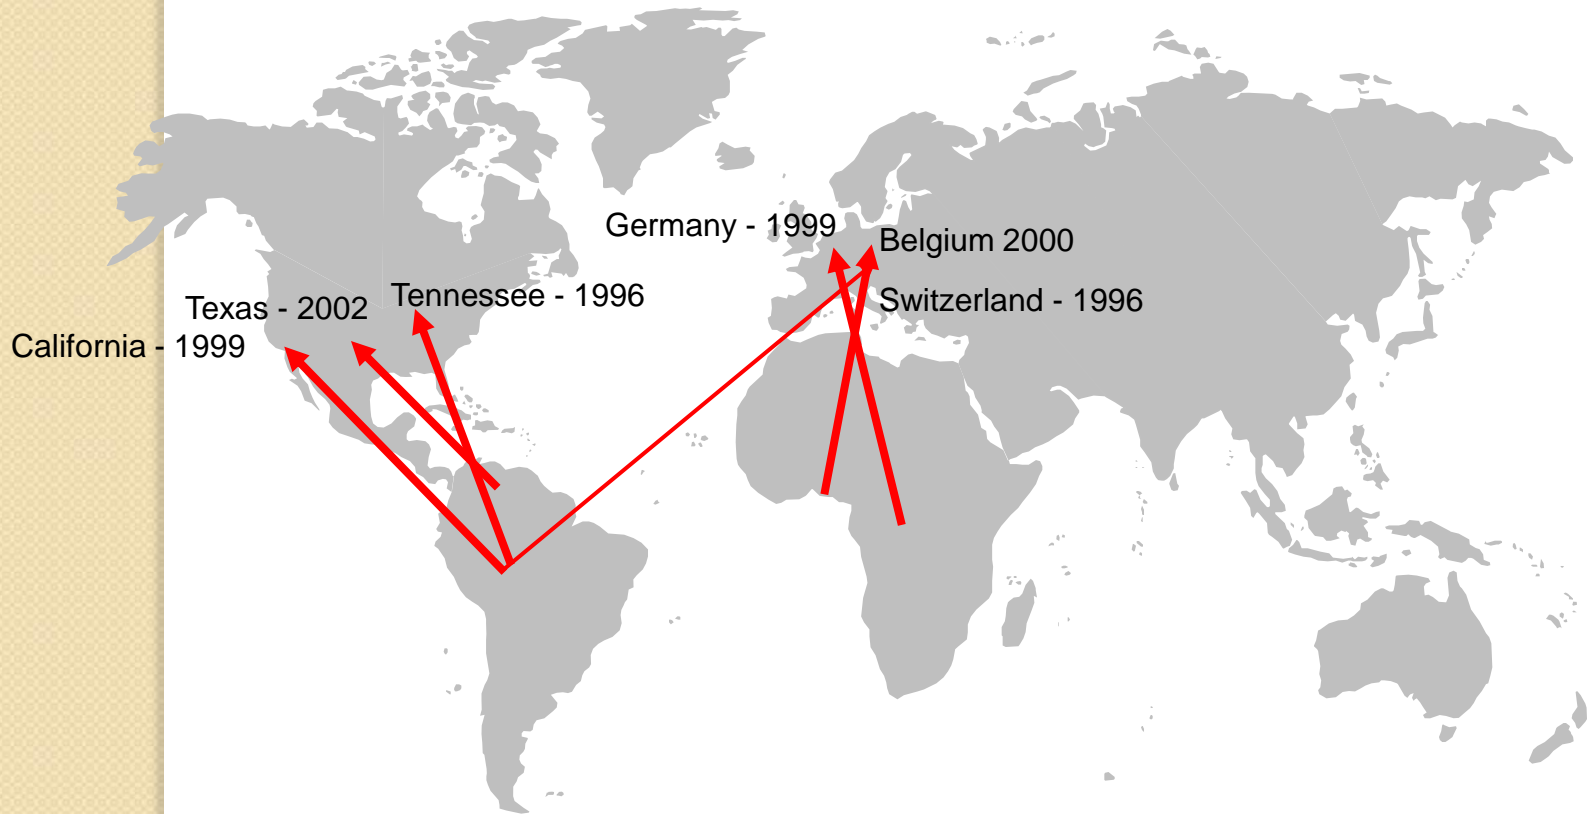 Germany - 1999
Belgium 2000
Texas - 2002
Tennessee - 1996
Switzerland - 1996
California - 1999